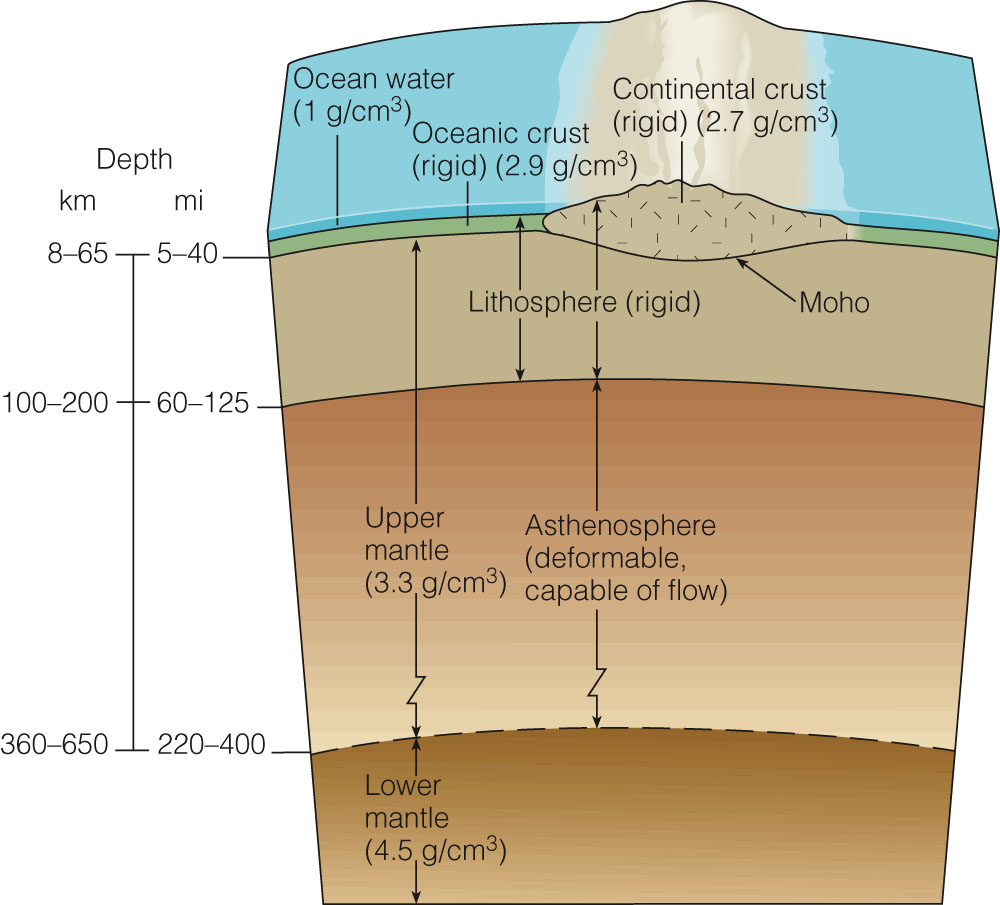 Ocean water
(1 g/cm³)
Oceanic crust
(rigid) (2.9 g/cm³)
Continental crust
(rigid) (2.7 g/cm³)
Depth
km mi
8–65 5–40
Lithosphere (rigid)
Moho
100–200 60–125
Upper
mantle
(3.3 g/cm³)
Asthenosphere
(deformable,
capable of flow)
360–650 220–400
Lower
mantle
(4.5 g/cm³)